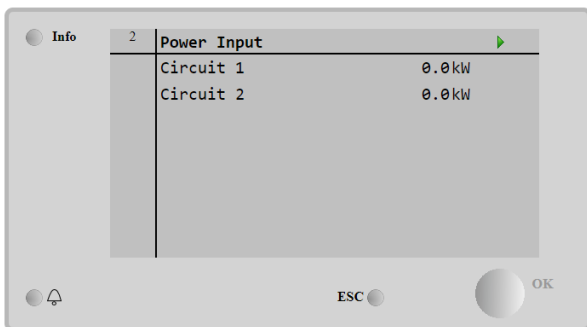 Info
2 Power Input
Circuit 1 0.0kW
Circuit 2 0.0kW
ESC
OK